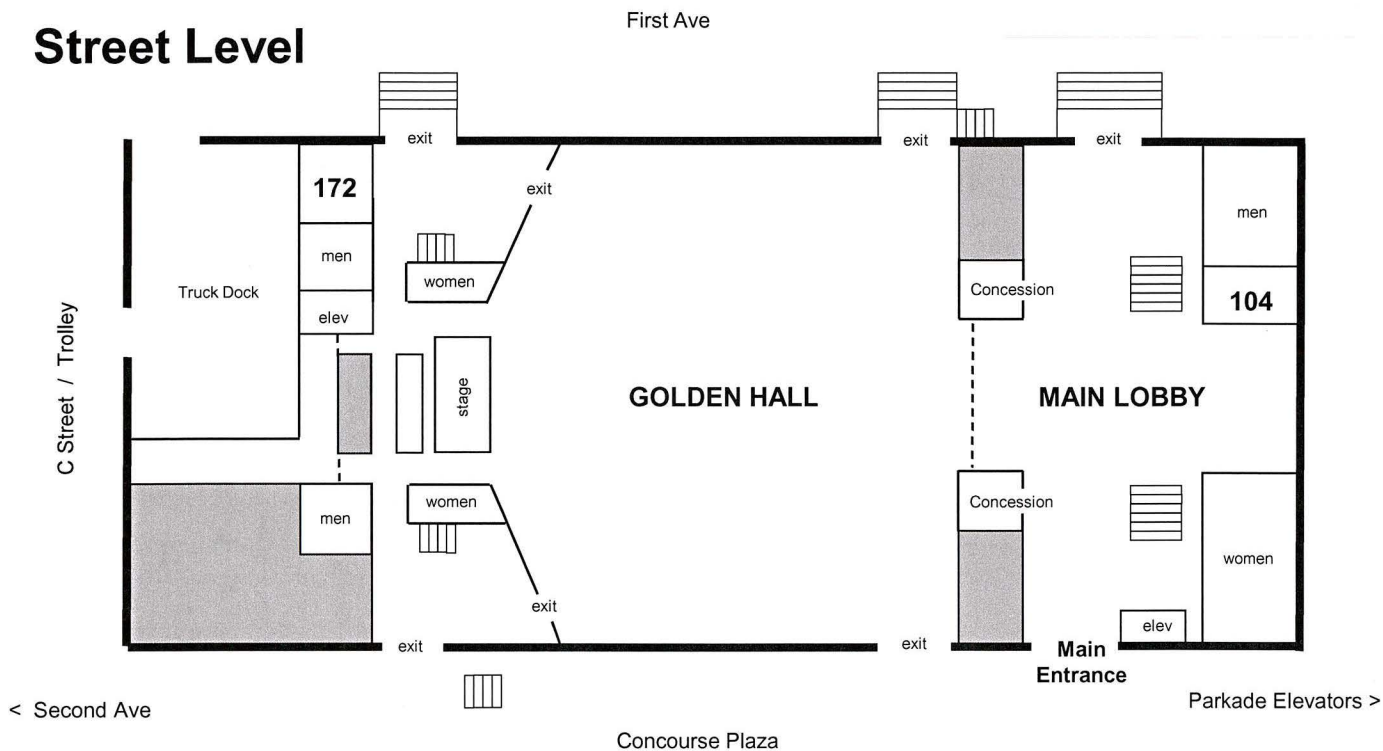 First Ave
Street Level
exit
exit
exit
172
exit
men
men
women
Concession
104
Truck Dock
elev
C Street / Trolley
stage
GOLDEN HALL
MAIN LOBBY
women
Concession
men
women
exit
elev
exit
exit
Main
Entrance
< Second Ave
Parkade Elevators >
Concourse Plaza